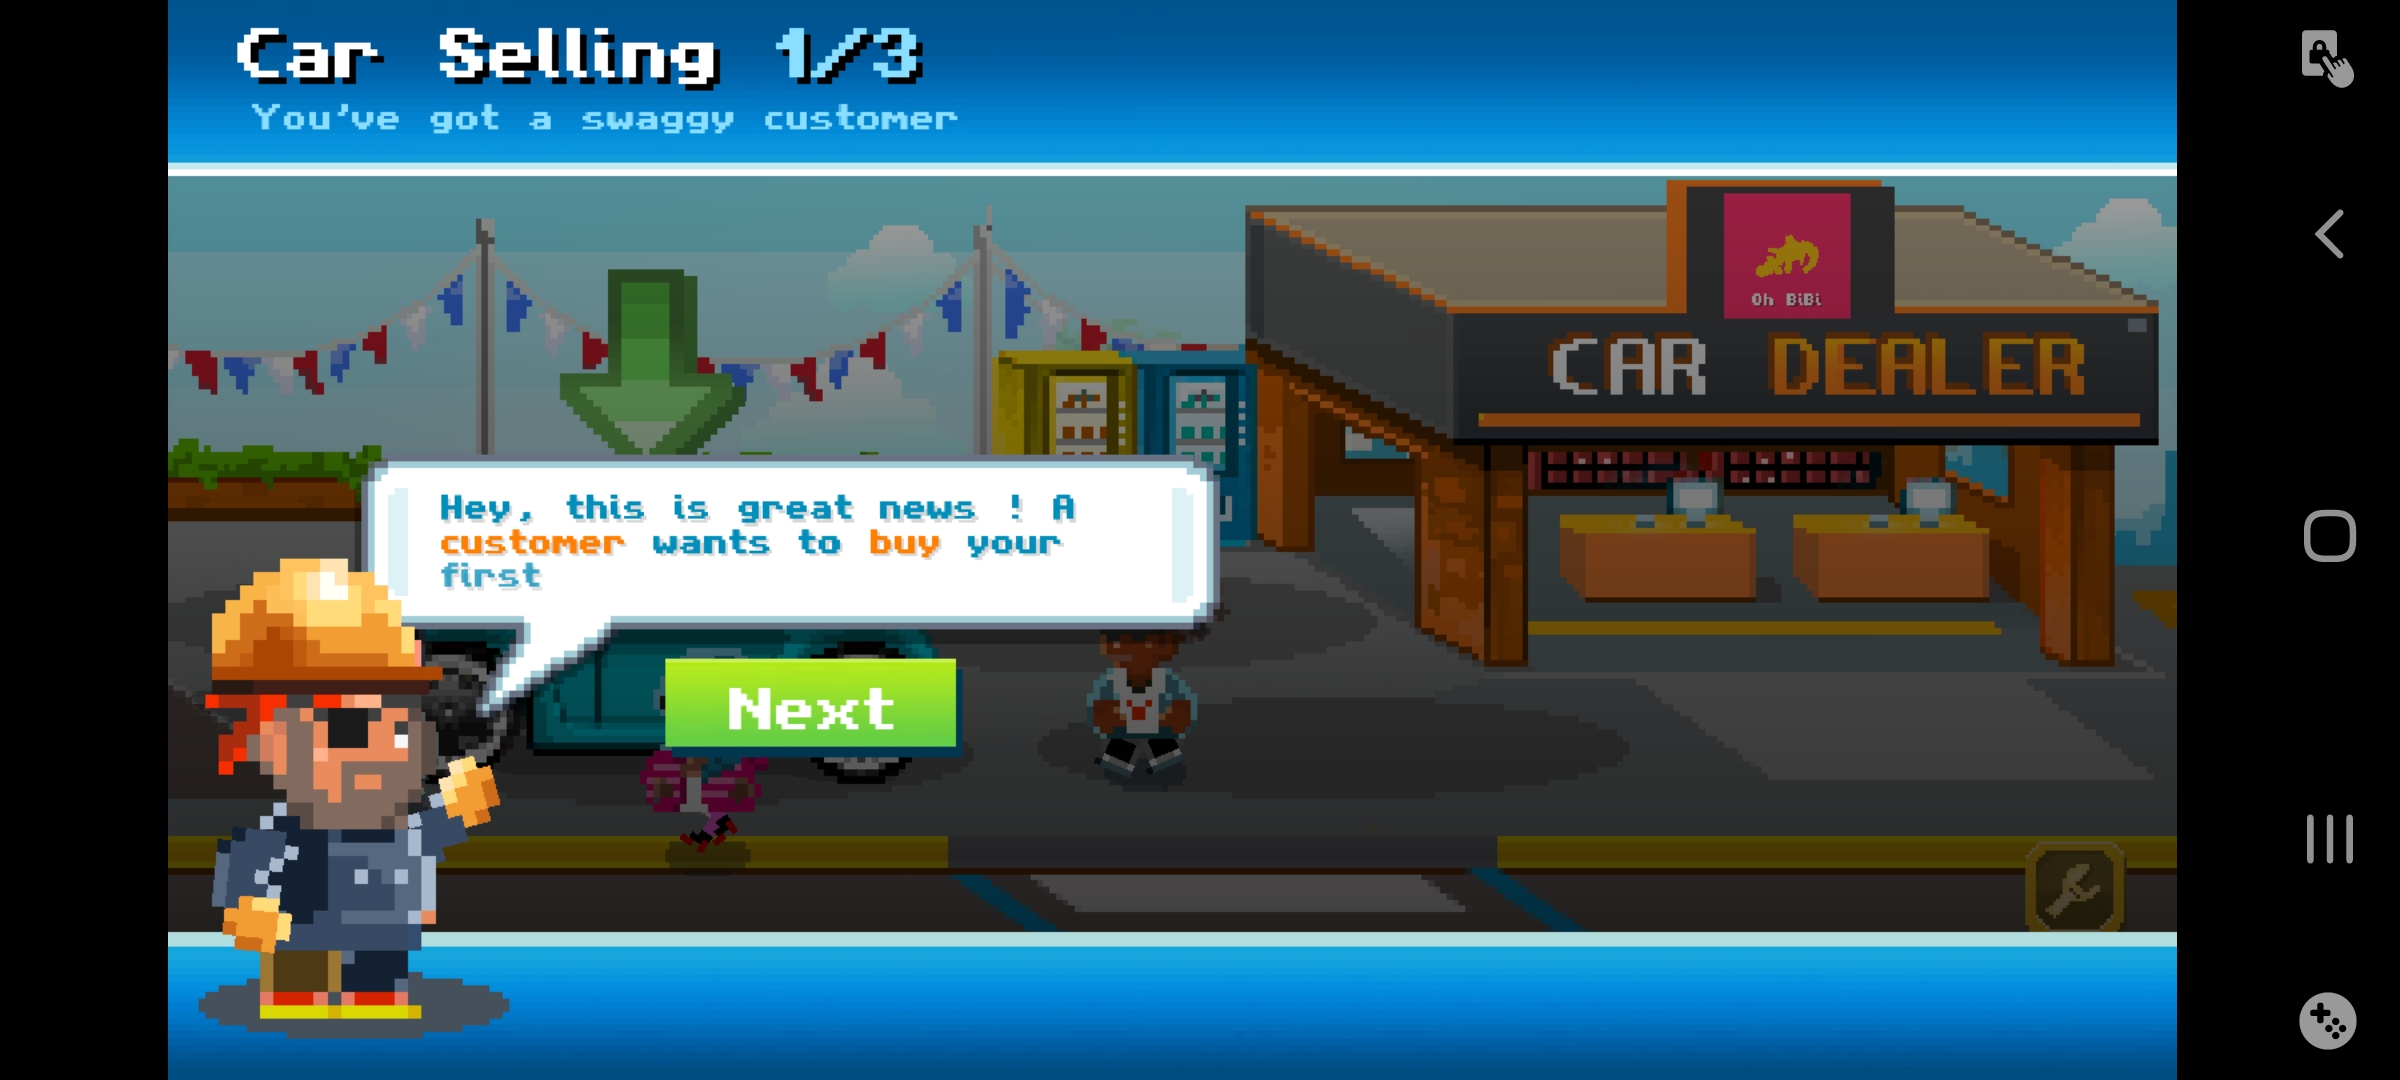 Car Selling 1/3
You've got a swaggy customer
Oh BiBi
CAR DEALER
Hey, this is great news ! A
customer wants to buy your
first
Next